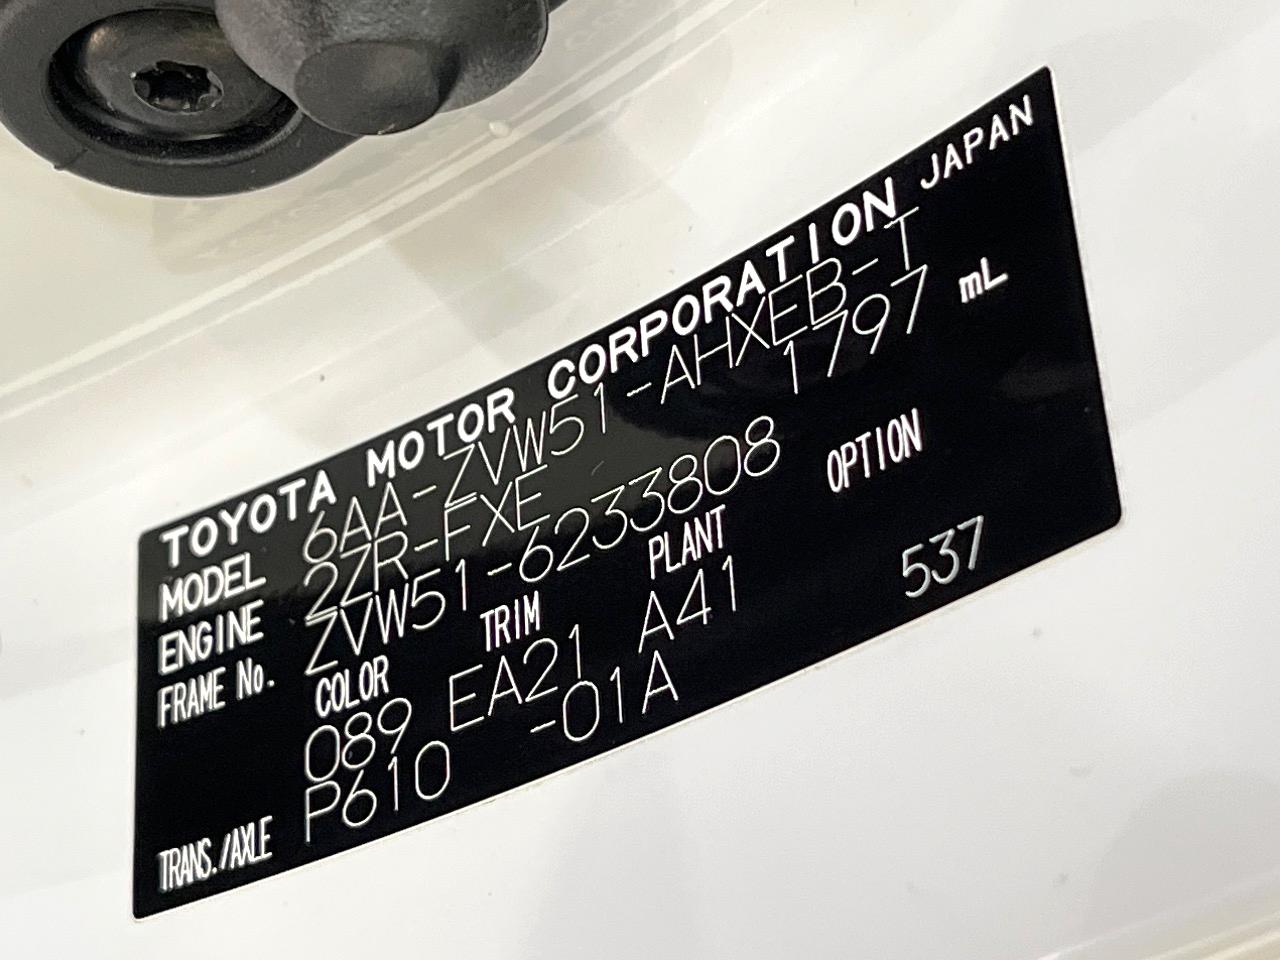 TOYOTA MOTOR CORPORATION JAPAN
MODEL 6AA-ZVW51-AHXEB-T
ENGINE 2ZR-FXE 1797 mL
FRAME No. ZVW51-6233808
COLOR TRIM PLANT OPTION
089 EA21 A41 537
TRANS./AXLE P610 -01A